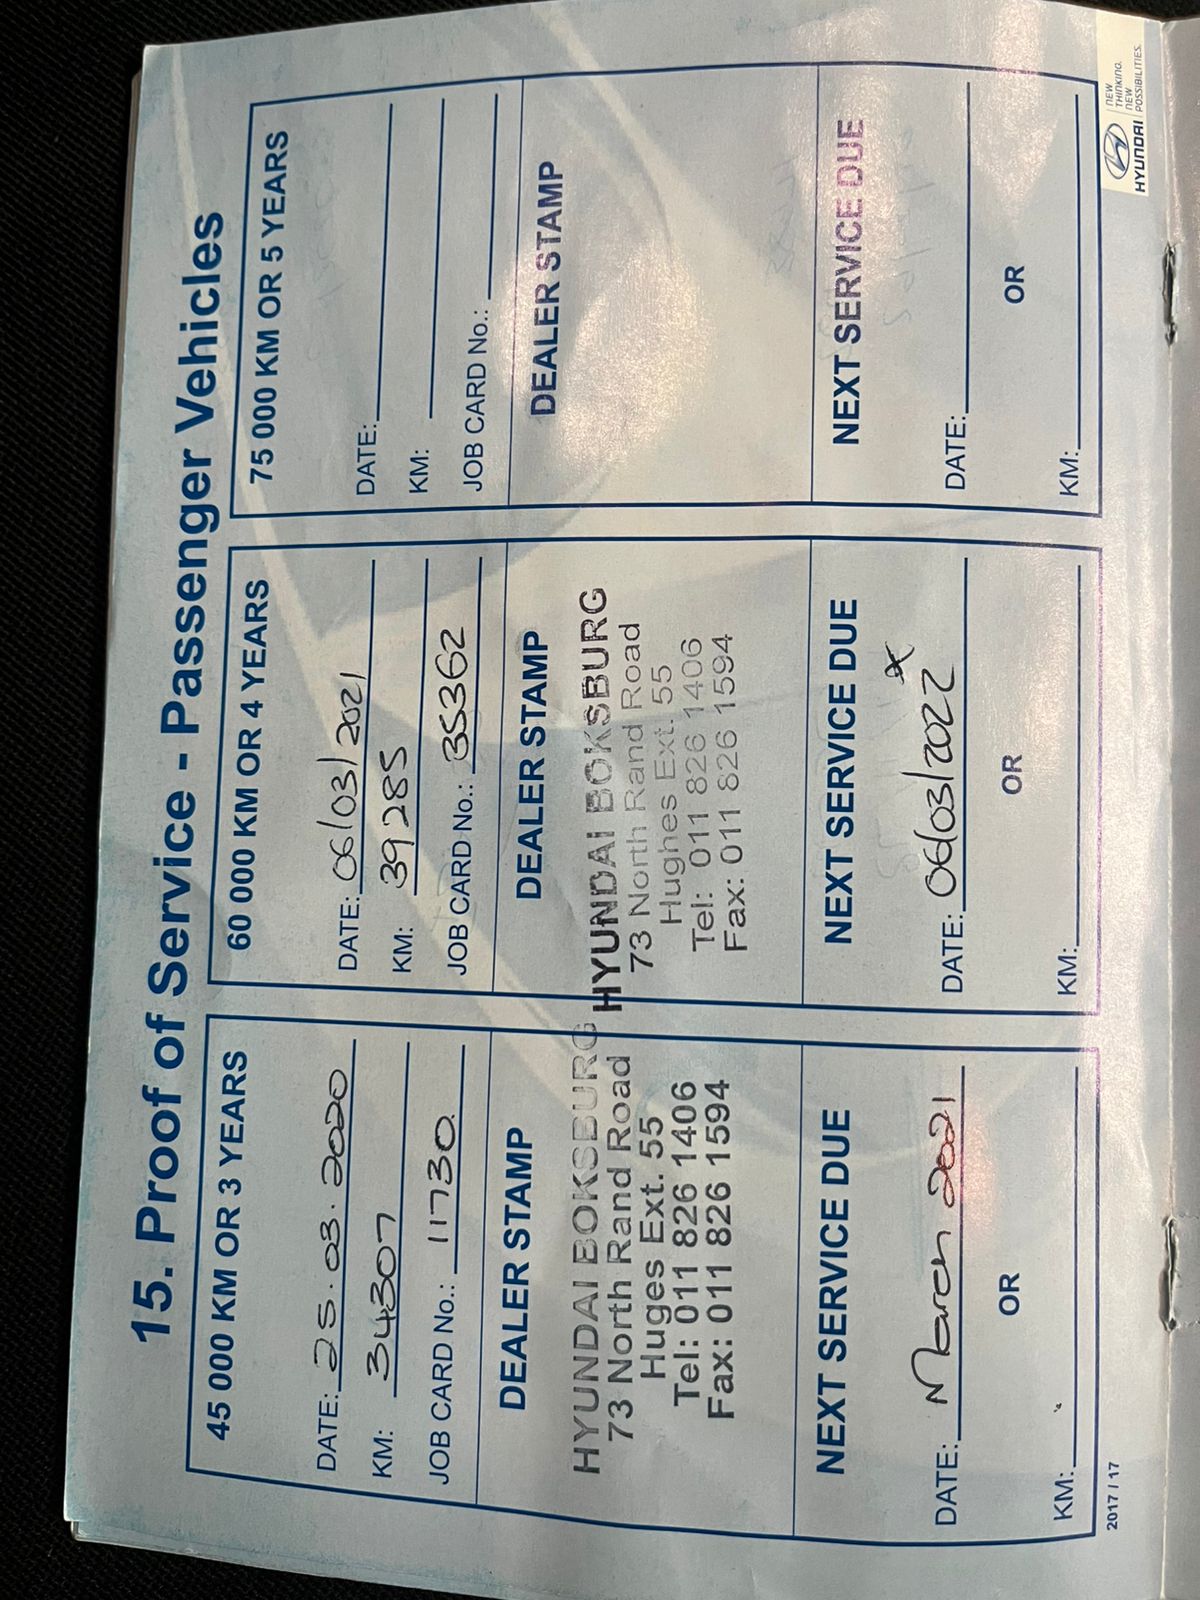 15. Proof of Service - Passenger Vehicles
45 000 KM OR 3 YEARS
DATE: 25.03.2020
KM: 34307
JOB CARD No.: 11730
DEALER STAMP
HYUNDAI BOKSBURG
73 North Rand Road
Huges Ext. 55
Tel: 011 826 1406
Fax: 011 826 1594
NEXT SERVICE DUE
DATE: March 2021
OR
KM:
60 000 KM OR 4 YEARS
DATE: 06/03/2021
KM: 39285
JOB CARD No.: 35362
DEALER STAMP
HYUNDAI BOKSBURG
73 North Rand Road
Hughes Ext. 55
Tel: 011 826 1406
Fax: 011 826 1594
NEXT SERVICE DUE
DATE: 06/03/2022
OR
KM:
75 000 KM OR 5 YEARS
DATE:
KM:
JOB CARD No.:
DEALER STAMP
NEXT SERVICE DUE
DATE:
OR
KM:
2017 / 17
HYUNDAI
NEW
THINKING.
NEW
POSSIBILITIES.